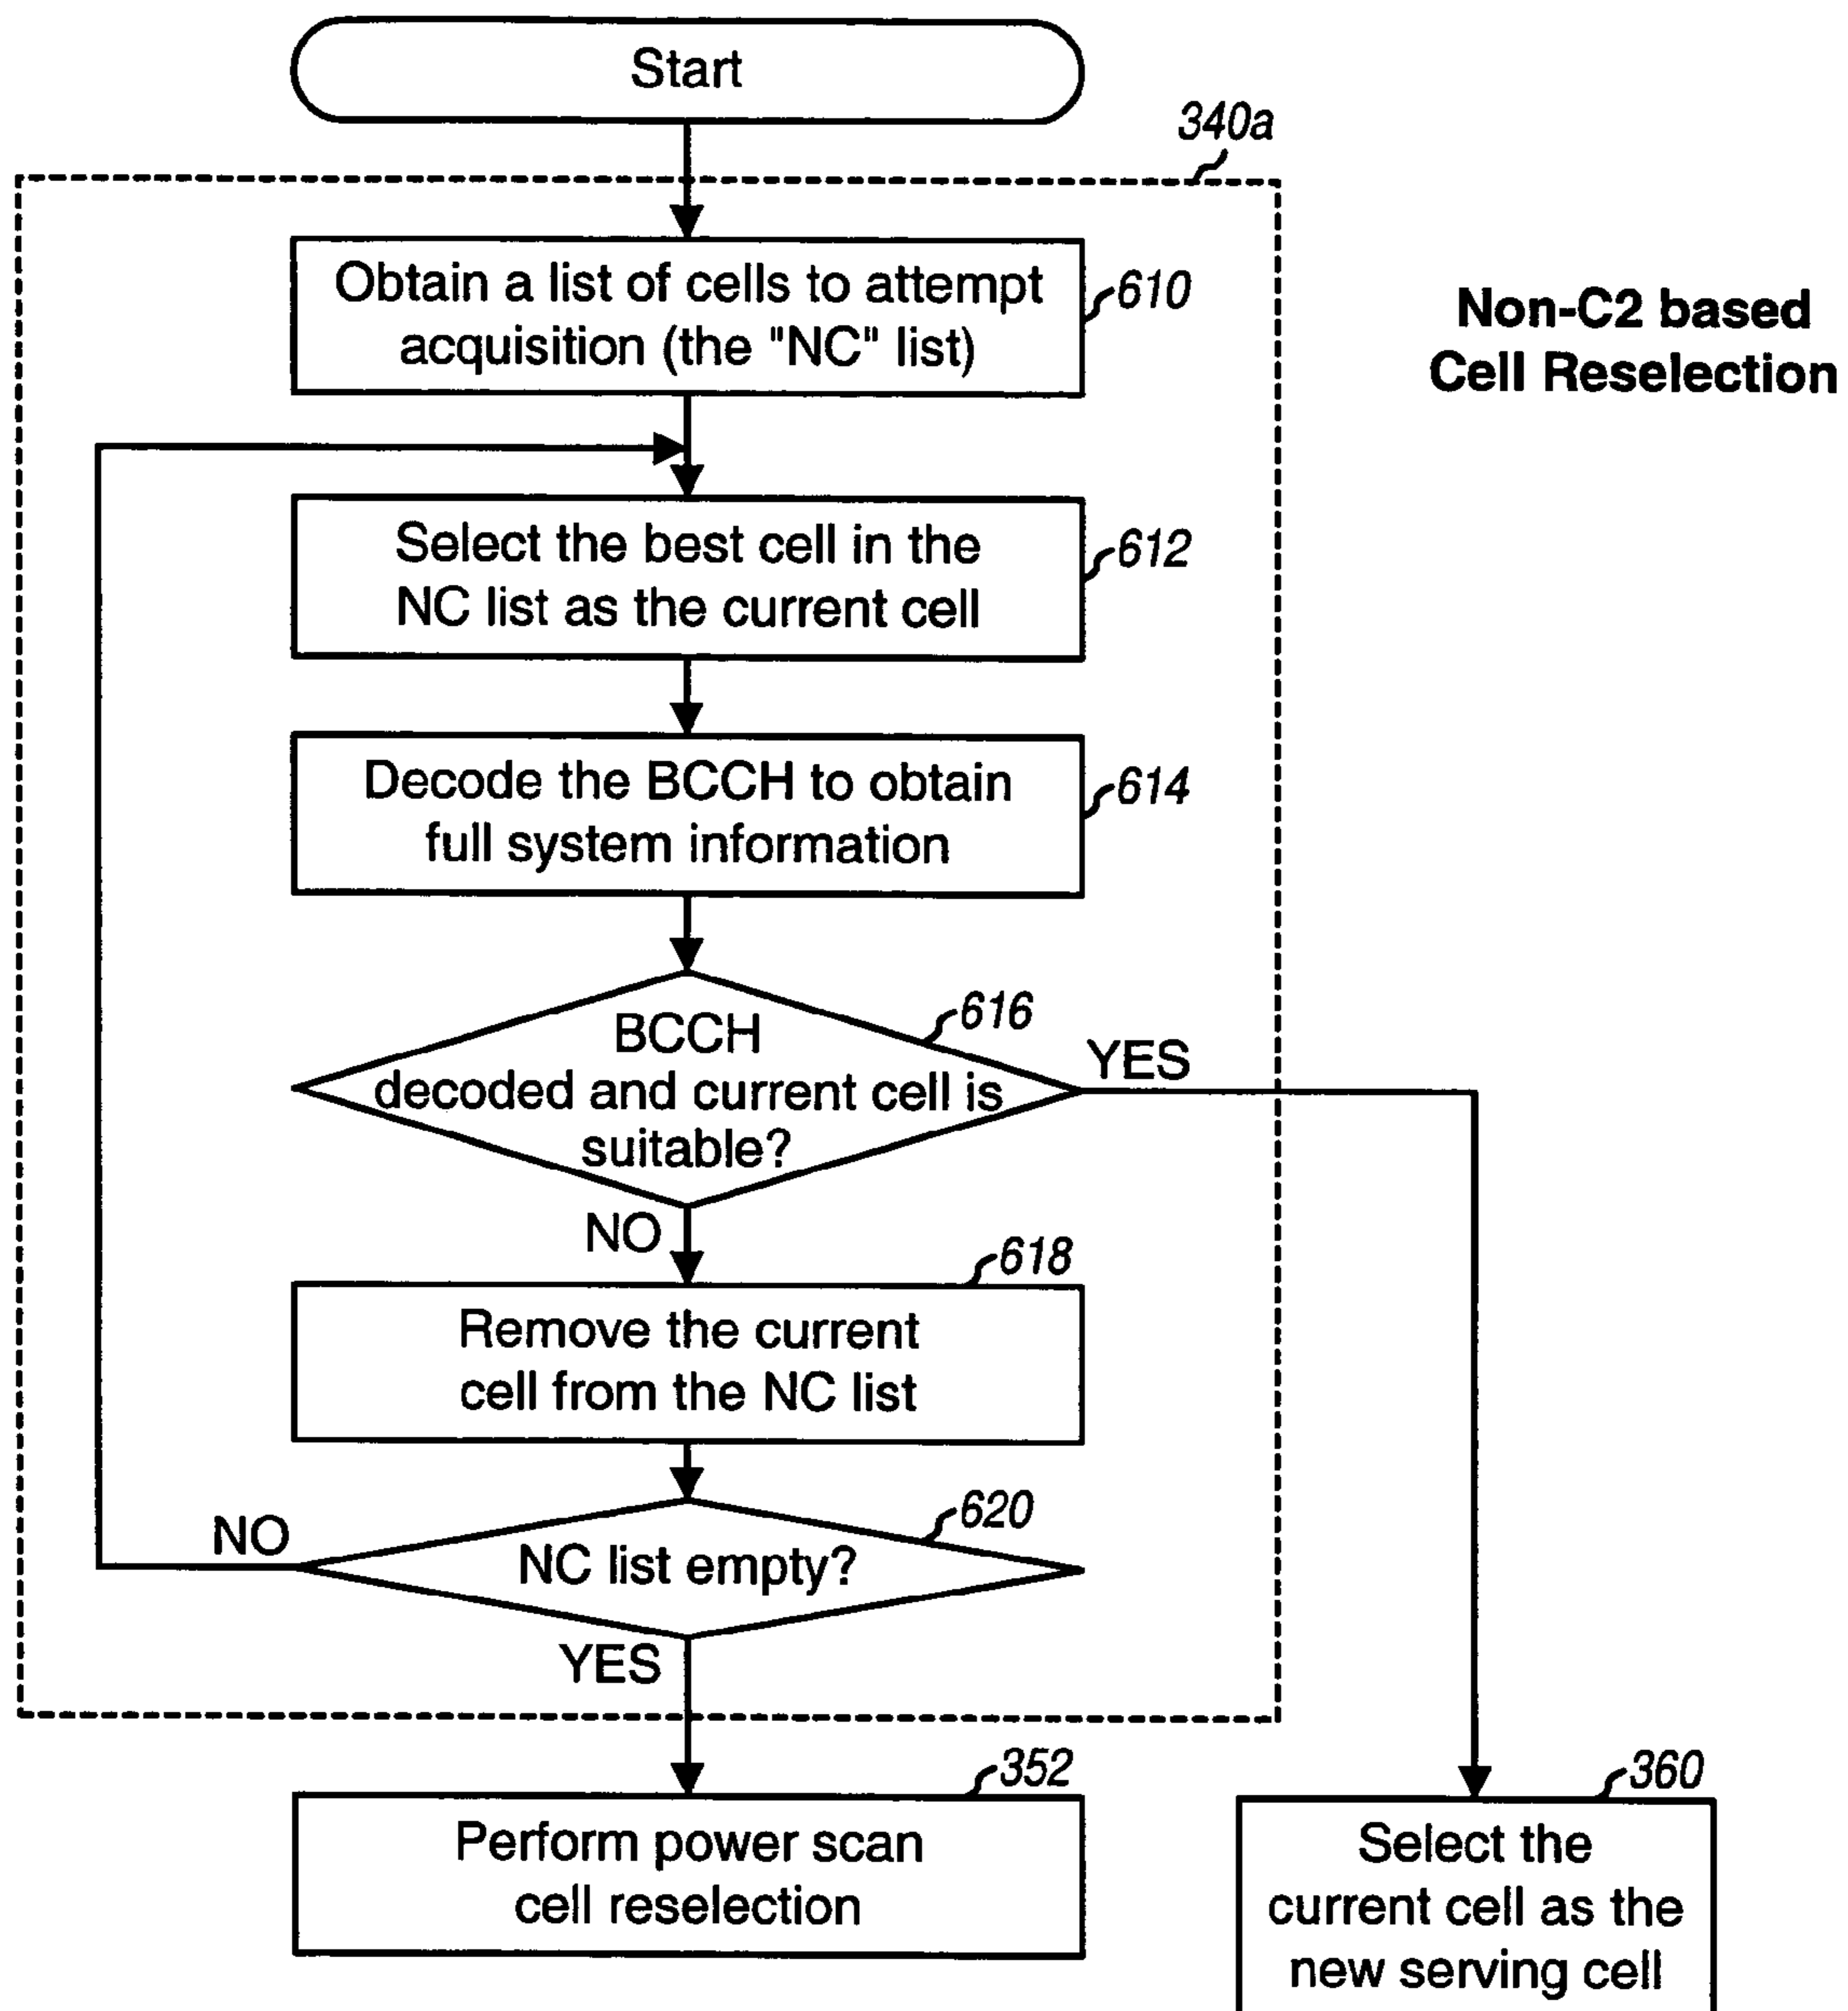 Start
340a
Obtain a list of cells to attempt
acquisition (the "NC" list)
610
Non-C2 based
Cell Reselection
Select the best cell in the
NC list as the current cell
612
Decode the BCCH to obtain
full system information
614
BCCH
decoded and current cell is
suitable?
616
YES
NO
618
Remove the current
cell from the NC list
620
NC list empty?
NO
YES
352
Perform power scan
cell reselection
360
Select the
current cell as the
new serving cell